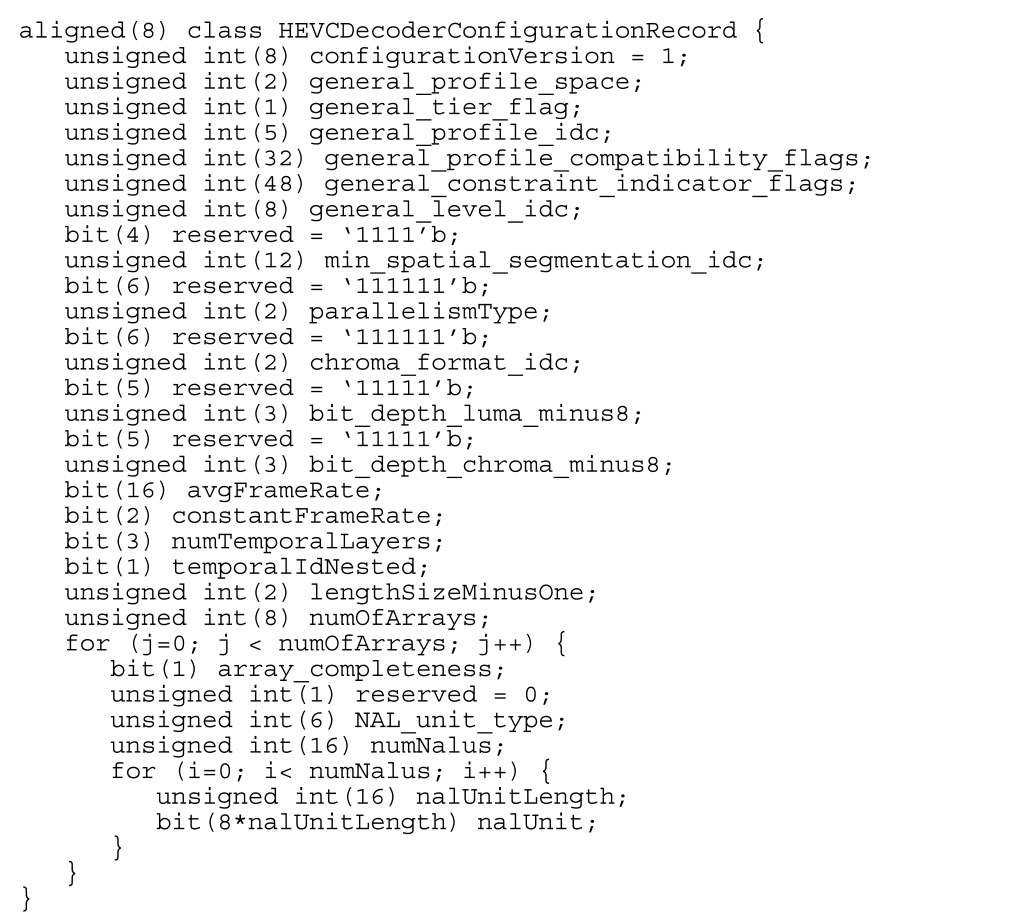 aligned(8) class HEVCDecoderConfigurationRecord {
unsigned int(8) configurationVersion = 1;
unsigned int(2) general_profile_space;
unsigned int(1) general_tier_flag;
unsigned int(5) general_profile_idc;
unsigned int(32) general_profile_compatibility_flags;
unsigned int(48) general_constraint_indicator_flags;
unsigned int(8) general_level_idc;
bit(4) reserved = ‘1111’b;
unsigned int(12) min_spatial_segmentation_idc;
bit(6) reserved = ‘111111’b;
unsigned int(2) parallelismType;
bit(6) reserved = ‘111111’b;
unsigned int(2) chroma_format_idc;
bit(5) reserved = ‘11111’b;
unsigned int(3) bit_depth_luma_minus8;
bit(5) reserved = ‘11111’b;
unsigned int(3) bit_depth_chroma_minus8;
bit(16) avgFrameRate;
bit(2) constantFrameRate;
bit(3) numTemporalLayers;
bit(1) temporalIdNested;
unsigned int(2) lengthSizeMinusOne;
unsigned int(8) numOfArrays;
for (j=0; j < numOfArrays; j++) {
bit(1) array_completeness;
unsigned int(1) reserved = 0;
unsigned int(6) NAL_unit_type;
unsigned int(16) numNalus;
for (i=0; i< numNalus; i++) {
unsigned int(16) nalUnitLength;
bit(8*nalUnitLength) nalUnit;
}
}
}